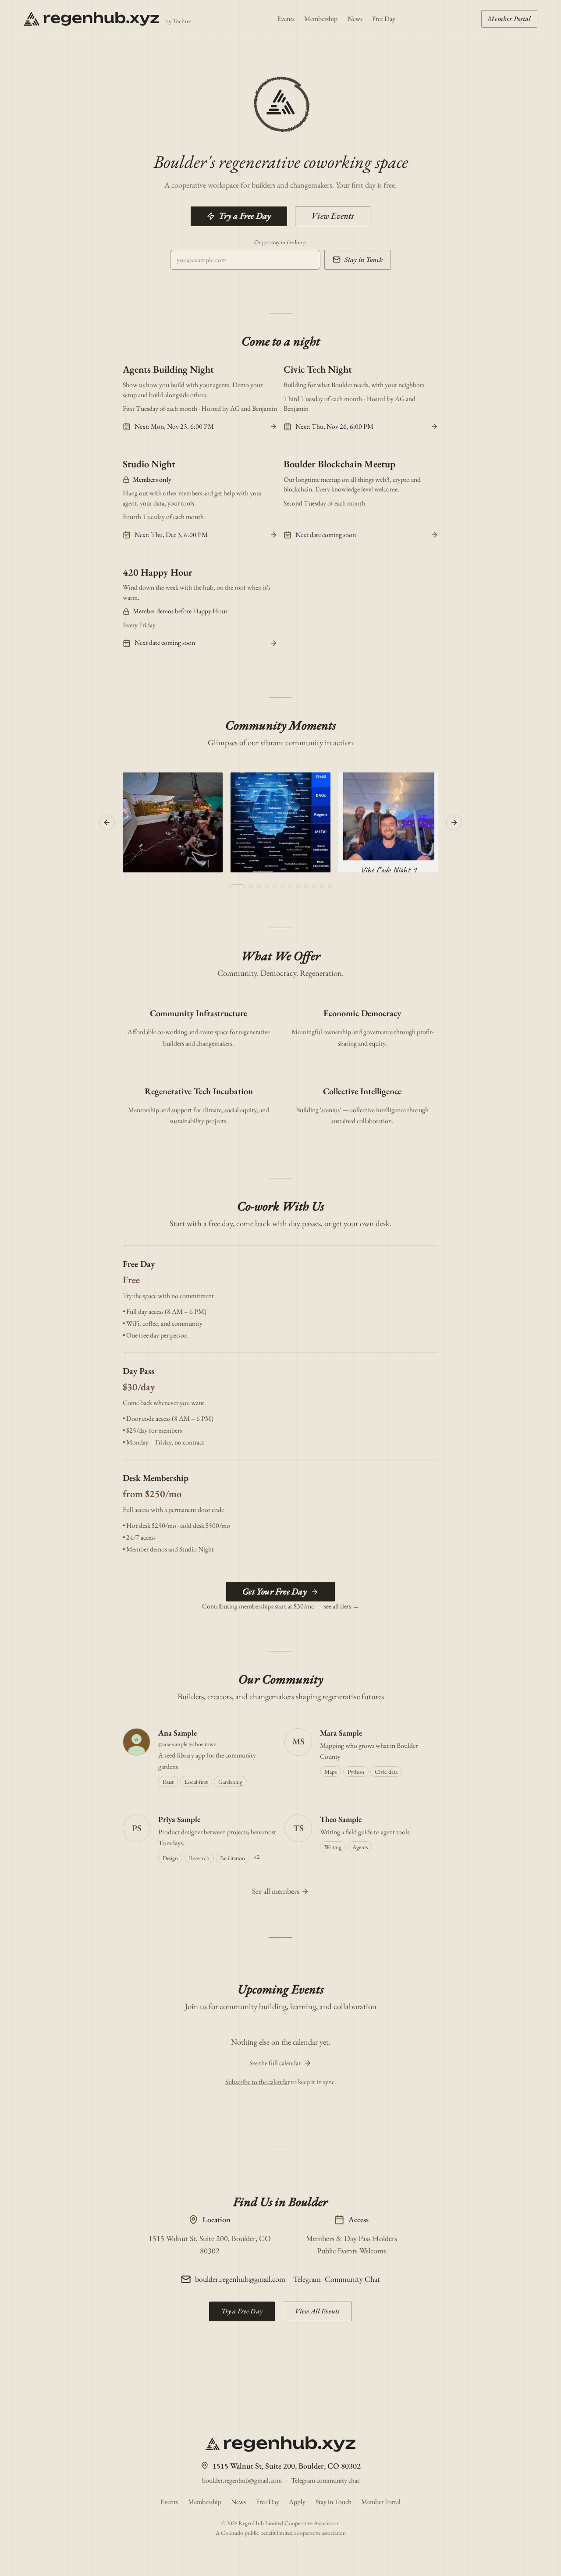 regenhub.xyz by Techne
Events Membership News Free Day
Member Portal
Boulder's regenerative coworking space
A cooperative workspace for builders and changemakers. Your first day is free.
Try a Free Day
View Events
Or just stay in the loop:
you@example.com
Stay in Touch
Come to a night
Agents Building Night
Show us how you build with your agents. Demo your
setup and build alongside others.
First Tuesday of each month · Hosted by AG and Benjamin
Next: Mon, Nov 23, 6:00 PM
Civic Tech Night
Building for what Boulder needs, with your neighbors.
Third Tuesday of each month · Hosted by AG and
Benjamin
Next: Thu, Nov 26, 6:00 PM
Studio Night
Members only
Hang out with other members and get help with your
agent, your data, your tools.
Fourth Tuesday of each month
Next: Thu, Dec 3, 6:00 PM
Boulder Blockchain Meetup
Our longtime meetup on all things web3, crypto and
blockchain. Every knowledge level welcome.
Second Tuesday of each month
Next date coming soon
420 Happy Hour
Wind down the week with the hub, on the roof when it's
warm.
Member demos before Happy Hour
Every Friday
Next date coming soon
Community Moments
Glimpses of our vibrant community in action
Web3
DAOs
Regens
METAV
Vibe Code Night 1
What We Offer
Community. Democracy. Regeneration.
Community Infrastructure
Affordable co-working and event space for regenerative
builders and changemakers.
Economic Democracy
Meaningful ownership and governance through profit-
sharing and equity.
Regenerative Tech Incubation
Mentorship and support for climate, social equity, and
sustainability projects.
Collective Intelligence
Building 'scenius' — collective intelligence through
sustained collaboration.
Co-work With Us
Start with a free day, come back with day passes, or get your own desk.
Free Day
Free
Try the space with no commitment
• Full day access (8 AM – 6 PM)
• WiFi, coffee, and community
• One free day per person
Day Pass
$30/day
Come back whenever you want
• Door code access (8 AM – 6 PM)
• $25/day for members
• Monday – Friday, no contract
Desk Membership
from $250/mo
Full access with a permanent door code
• Hot desk $250/mo · cold desk $500/mo
• 24/7 access
• Member demos and Studio Night
Get Your Free Day →
Contributing memberships start at $30/mo — see all tiers →
Our Community
Builders, creators, and changemakers shaping regenerative futures
A
Ana Sample
@ana-sample.techne.town
A seed-library app for the community
gardens
Rust Local-first Gardening
MS
Mara Sample
Mapping who grows what in Boulder
County
Maps Python Civic data
PS
Priya Sample
Product designer between projects; here most
Tuesdays.
Design Research Facilitation +2
TS
Theo Sample
Writing a field guide to agent tools
Writing Agents
See all members →
Upcoming Events
Join us for community building, learning, and collaboration
Nothing else on the calendar yet.
See the full calendar →
Subscribe to the calendar to keep it in sync.
Find Us in Boulder
Location
1515 Walnut St, Suite 200, Boulder, CO
80302
Access
Members & Day Pass Holders
Public Events Welcome
boulder.regenhub@gmail.com Telegram Community Chat
Try a Free Day
View All Events
regenhub.xyz
1515 Walnut St, Suite 200, Boulder, CO 80302
boulder.regenhub@gmail.com Telegram community chat
Events Membership News Free Day Apply Stay in Touch Member Portal
© 2026 RegenHub Limited Cooperative Association
A Colorado public benefit limited cooperative association